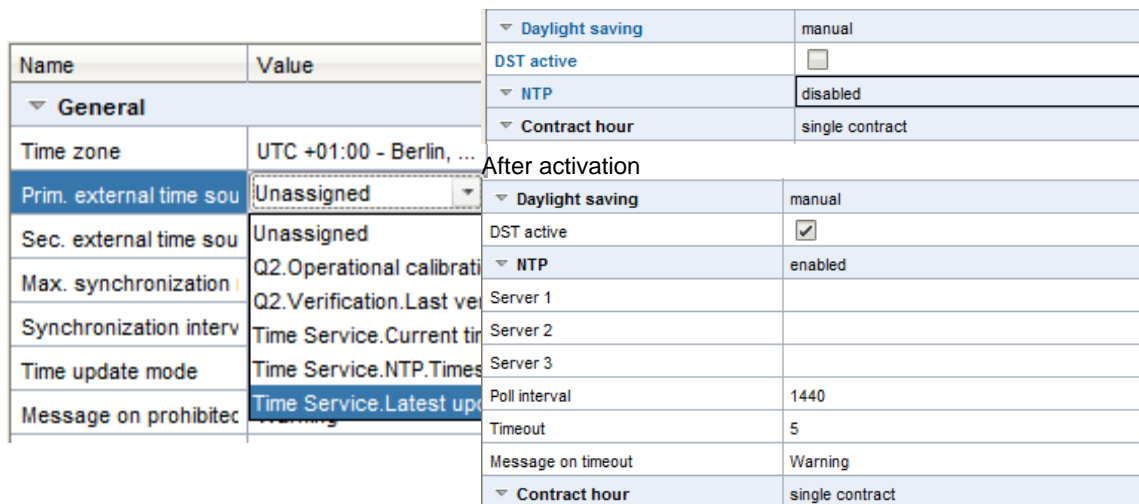 Name Value
General
Time zone UTC +01:00 - Berlin, ...
Prim. external time sou Unassigned
Sec. external time sou
Max. synchronization
Synchronization interv
Time update mode
Message on prohibitec Warning
Unassigned
Q2.Operational calibrati
Q2.Verification.Last ver
Time Service.Current tir
Time Service.NTP.Times
Time Service.Latest upd
Daylight saving manual
DST active
NTP disabled
Contract hour single contract
After activation
Daylight saving manual
DST active
NTP enabled
Server 1
Server 2
Server 3
Poll interval 1440
Timeout 5
Message on timeout Warning
Contract hour single contract